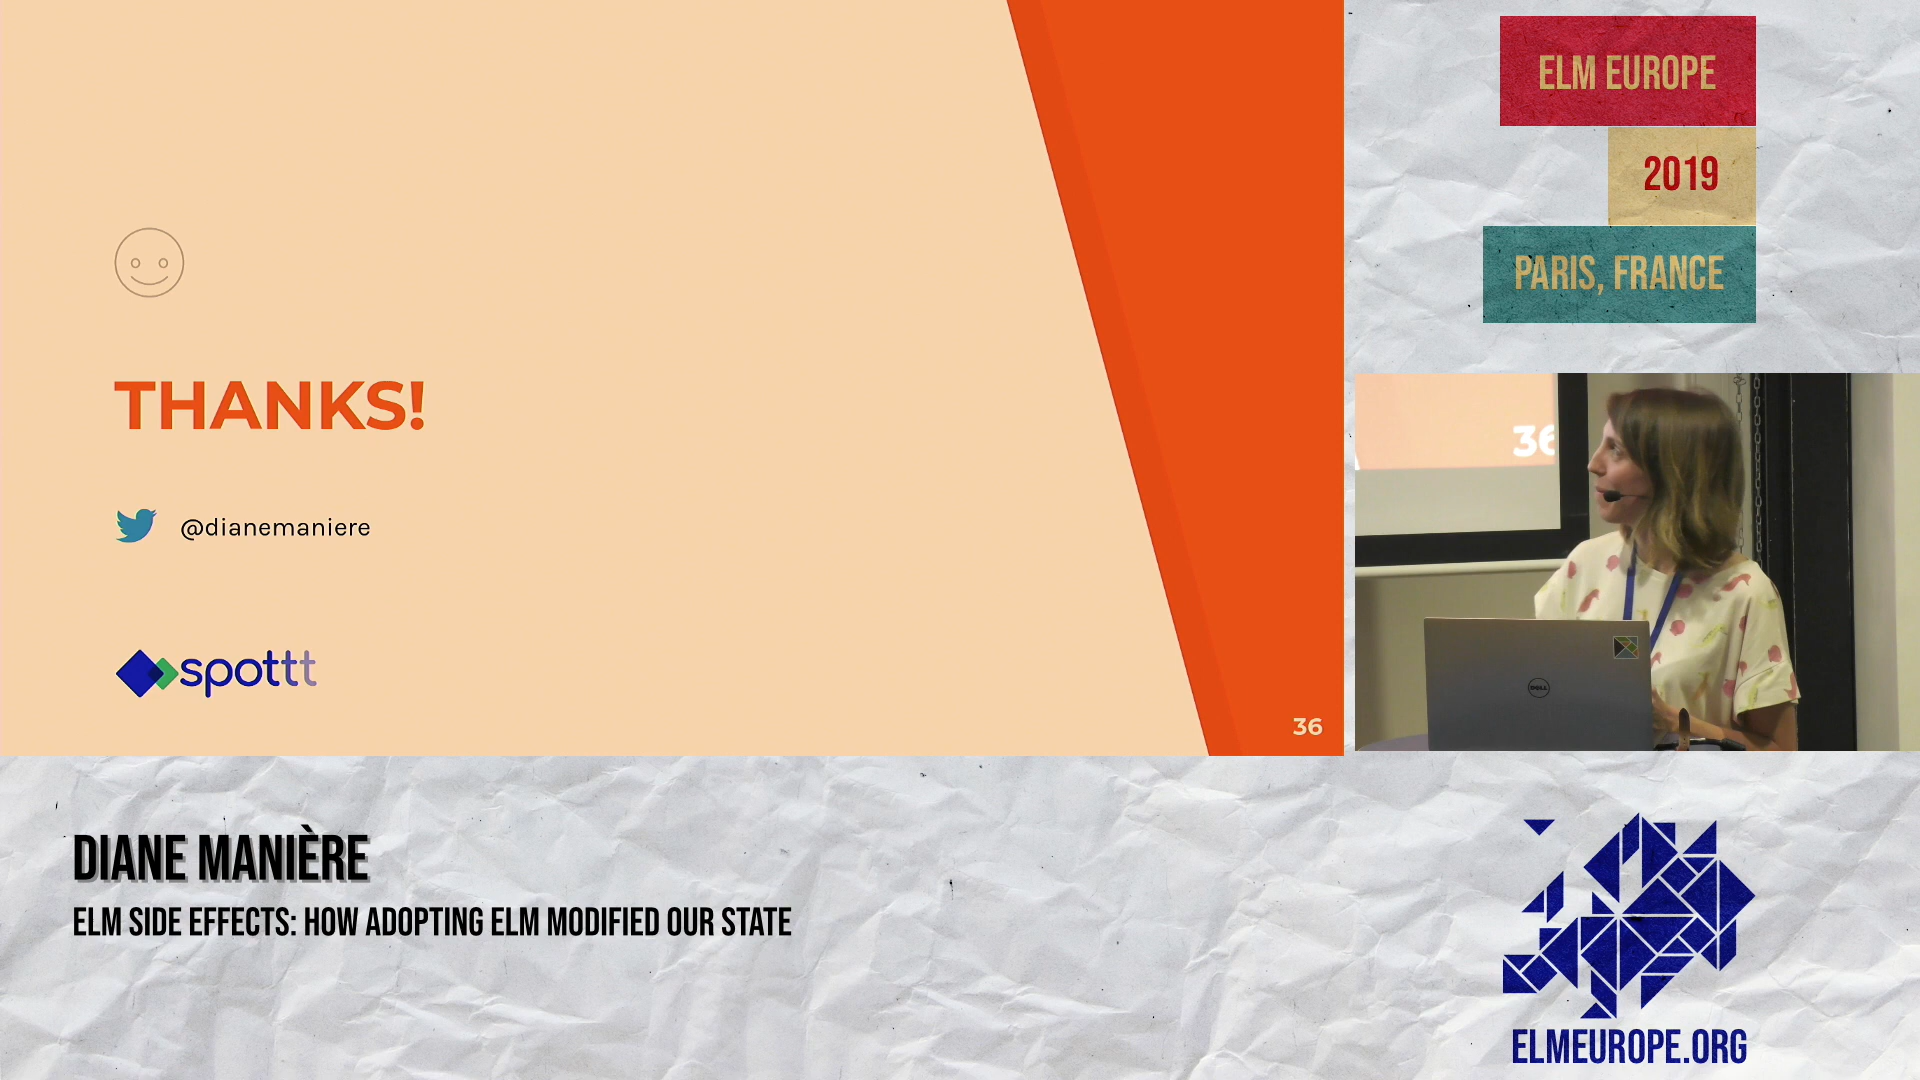 THANKS!
@dianemaniere
spottt
36
ELM EUROPE
2019
PARIS, FRANCE
36
DELL
DIANE MANIÈRE
ELM SIDE EFFECTS: HOW ADOPTING ELM MODIFIED OUR STATE
ELMEUROPE.ORG